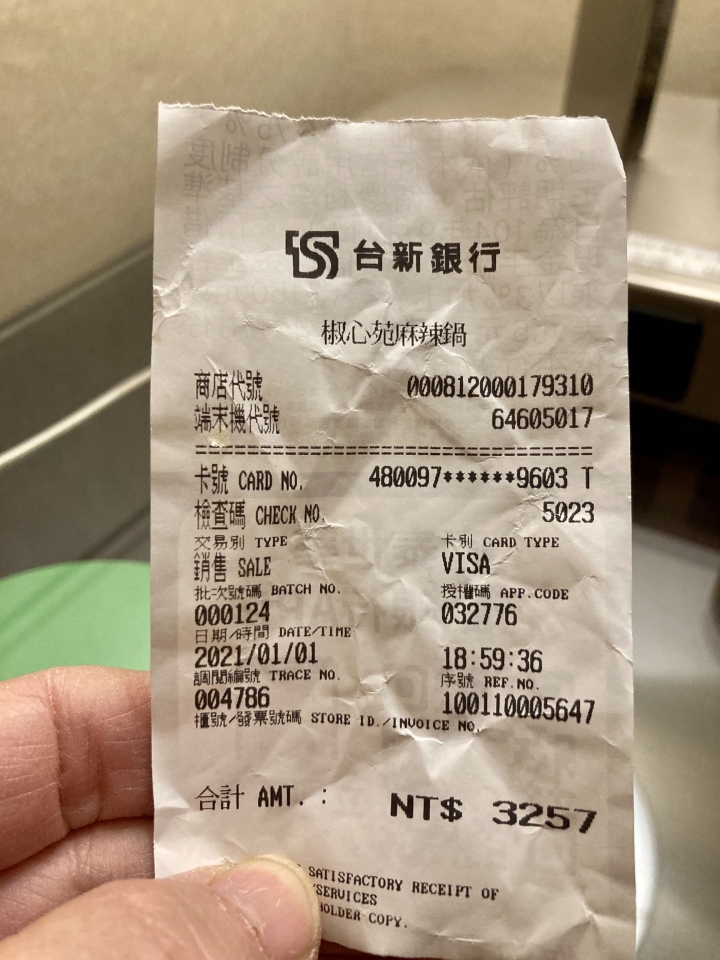 台新銀行
椒心苑麻辣鍋
商店代號 000812000179310
端末機代號 64605017
========================================
卡號 CARD NO. 480097******9603 T
檢查碼 CHECK NO. 5023
交易別 TYPE 卡別 CARD TYPE
銷售 SALE VISA
批次號碼 BATCH NO. 授權碼 APP.CODE
000124 032776
日期/時間 DATE/TIME
2021/01/01 18:59:36
調閱編號 TRACE NO. 序號 REF.NO.
004786 100110005647
櫃號/發票號碼 STORE ID./INVOICE NO.
合計 AMT. : NT$ 3257
SATISFACTORY RECEIPT OF
/SERVICES
HOLDER COPY.